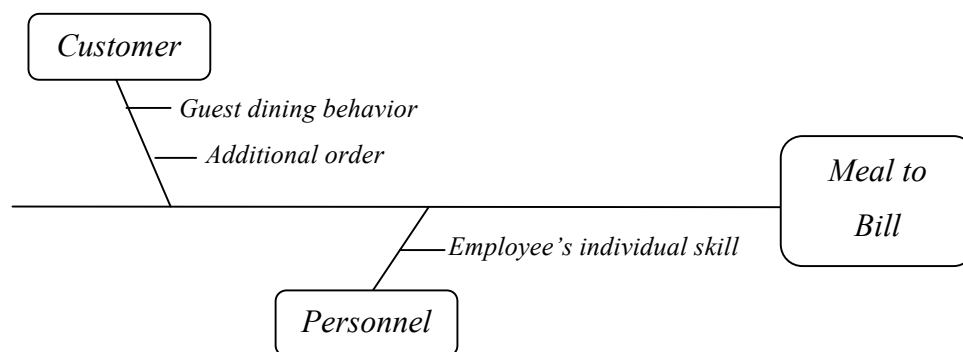 Customer
Guest dining behavior
Additional order
Meal to
Bill
Employee’s individual skill
Personnel